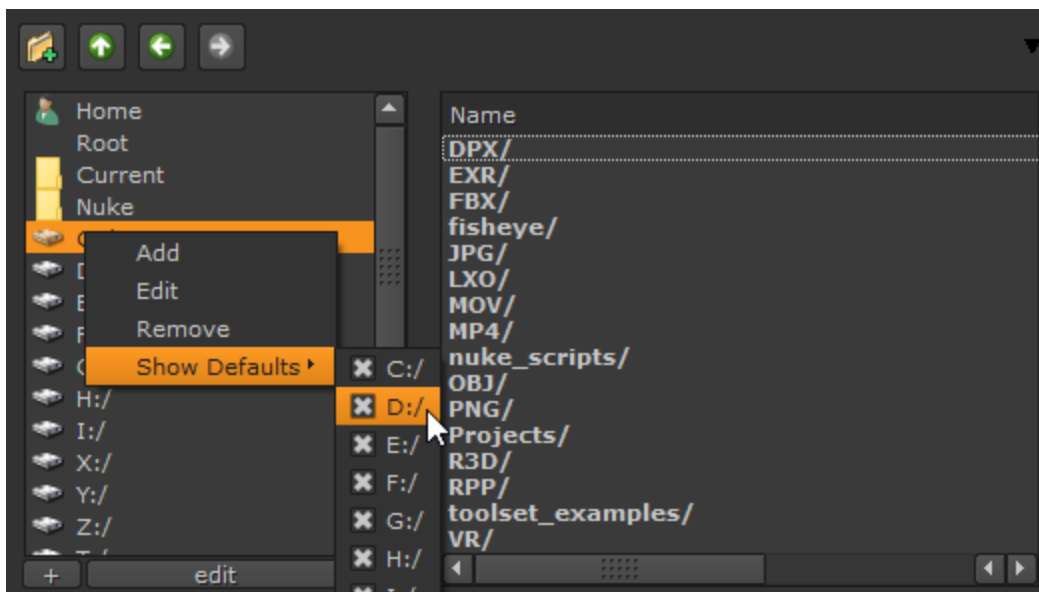 Home
Root
Current
Nuke
H:/
I:/
X:/
Y:/
Z:/
+
edit
Add
Edit
Remove
Show Defaults
C:/
D:/
E:/
F:/
G:/
H:/
Name
DPX/
EXR/
FBX/
fisheye/
JPG/
LXO/
MOV/
MP4/
nuke_scripts/
OBJ/
PNG/
Projects/
R3D/
RPP/
toolset_examples/
VR/